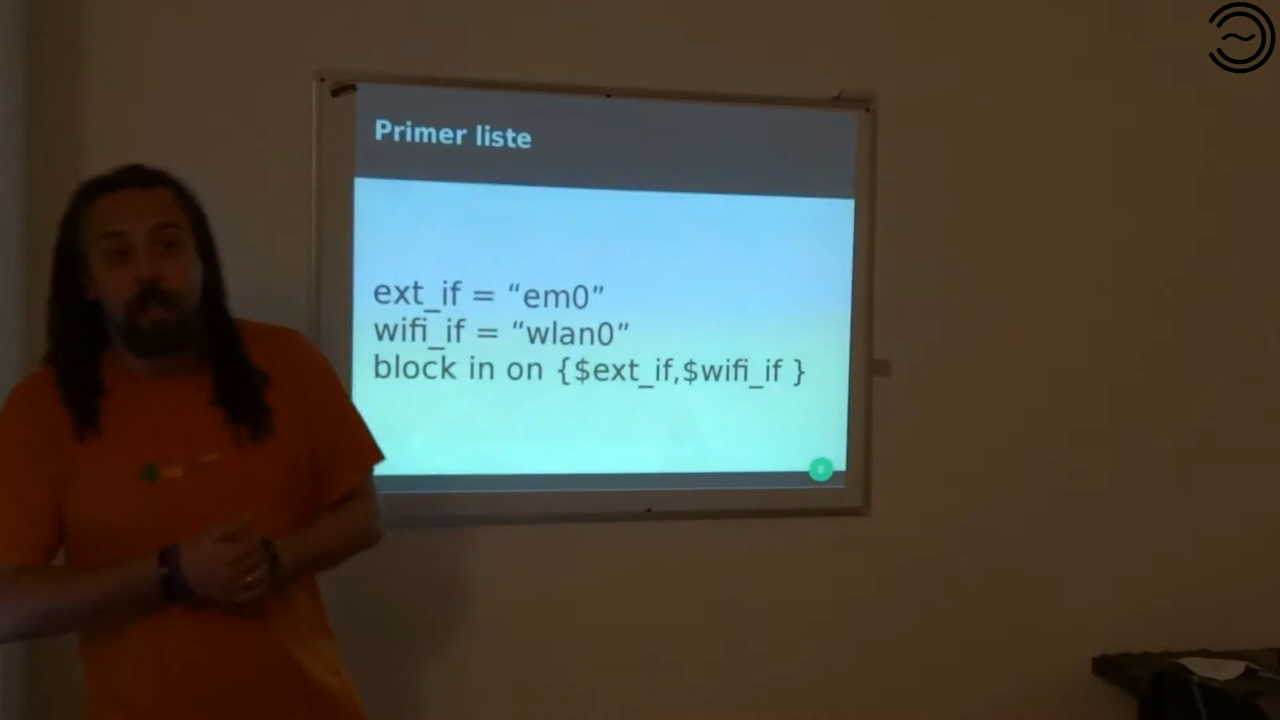 Primer liste
ext_if = “em0”
wifi_if = “wlan0”
block in on {$ext_if,$wifi_if }